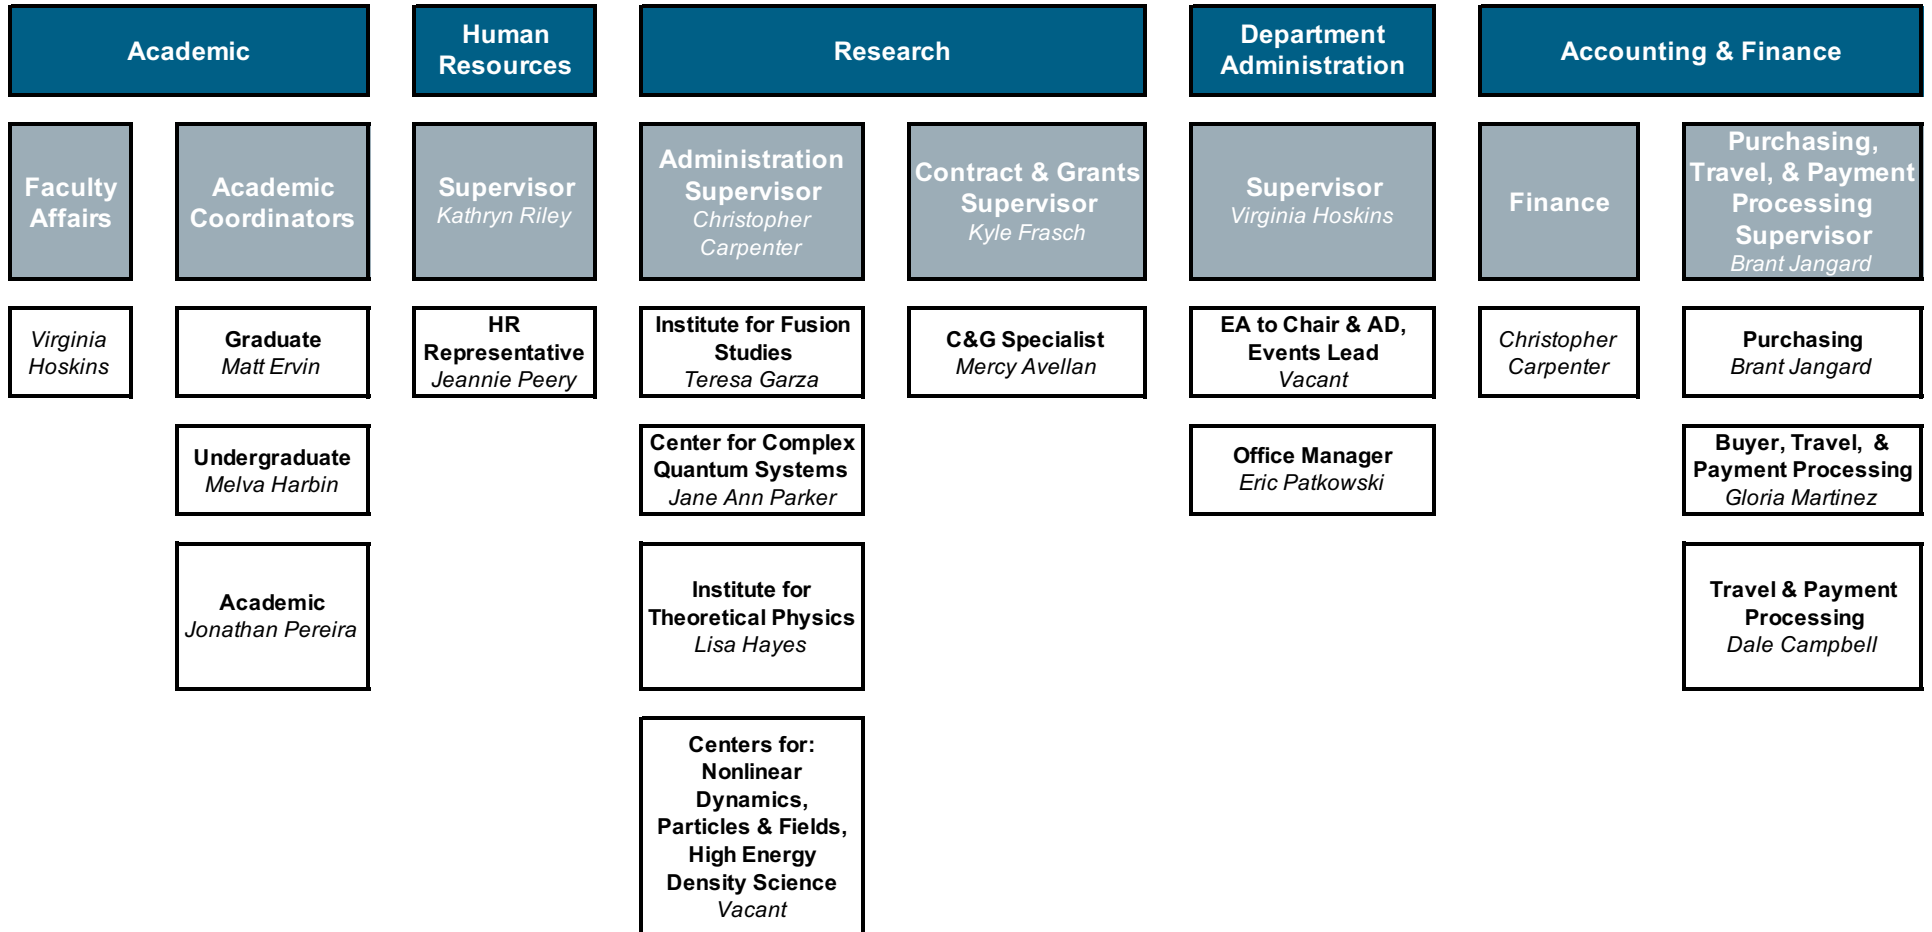 Academic
Human
Resources
Research
Department
Administration
Accounting & Finance
Faculty
Affairs
Academic
Coordinators
Supervisor
Kathryn Riley
Administration
Supervisor
Christopher
Carpenter
Contract & Grants
Supervisor
Kyle Frasch
Supervisor
Virginia Hoskins
Finance
Purchasing,
Travel, & Payment
Processing
Supervisor
Brant Jangard
Virginia
Hoskins
Graduate
Matt Ervin
HR
Representative
Jeannie Peery
Institute for Fusion
Studies
Teresa Garza
C&G Specialist
Mercy Avellan
EA to Chair & AD,
Events Lead
Vacant
Christopher
Carpenter
Purchasing
Brant Jangard
Undergraduate
Melva Harbin
Center for Complex
Quantum Systems
Jane Ann Parker
Office Manager
Eric Patkowski
Buyer, Travel, &
Payment Processing
Gloria Martinez
Academic
Jonathan Pereira
Institute for
Theoretical Physics
Lisa Hayes
Travel & Payment
Processing
Dale Campbell
Centers for:
Nonlinear
Dynamics,
Particles & Fields,
High Energy
Density Science
Vacant